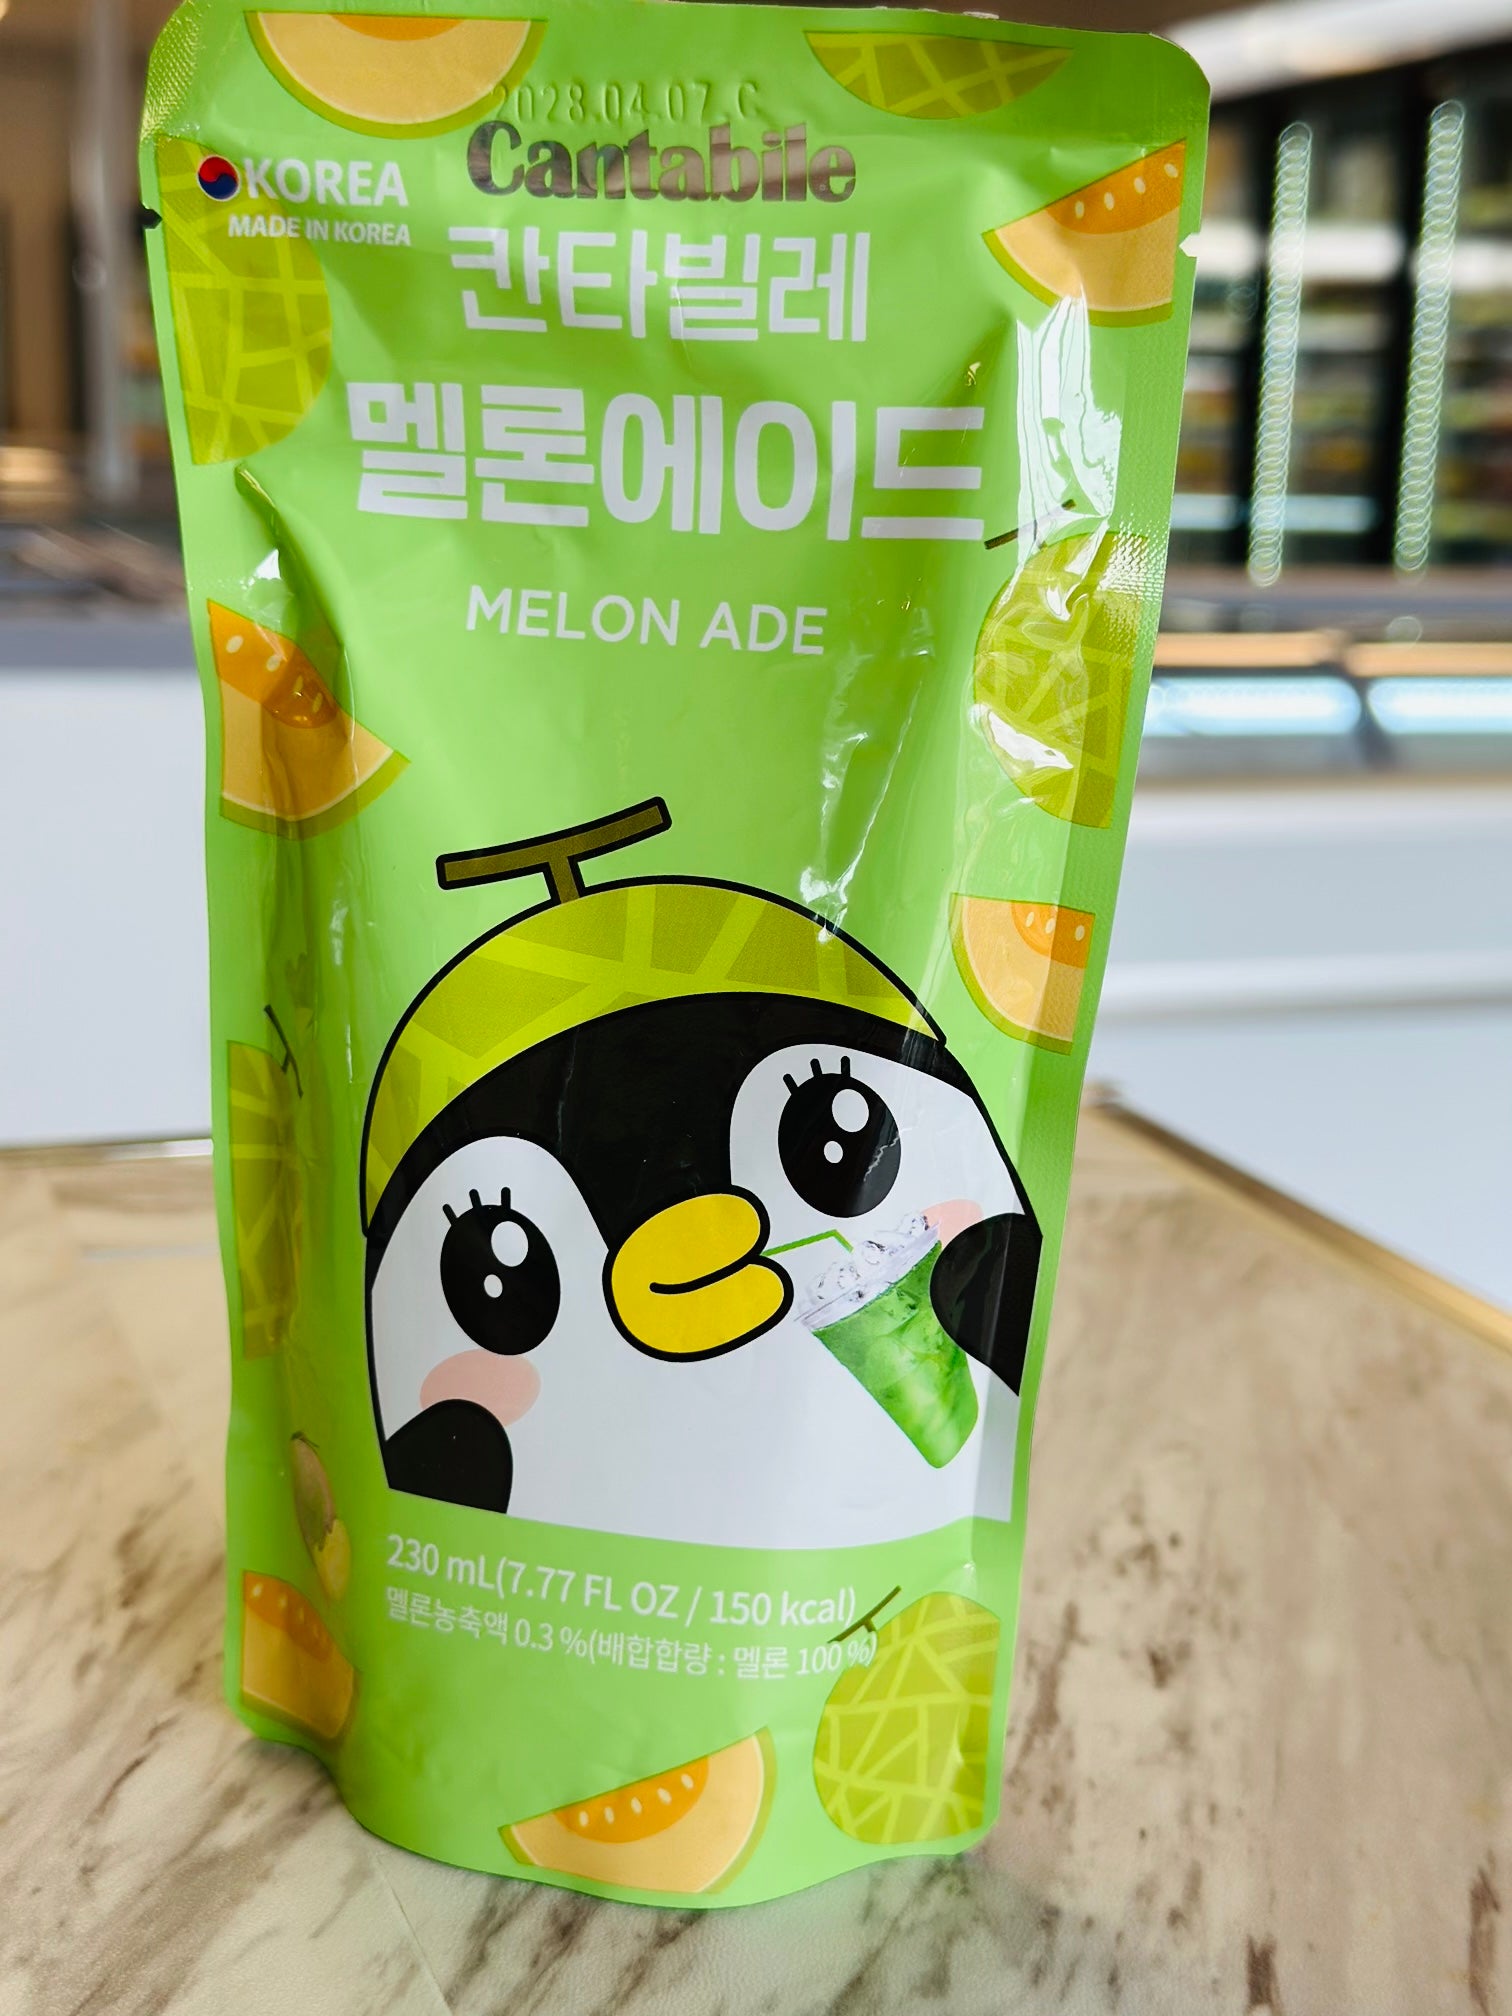 2028.04.07.C
Cantabile
KOREA
MADE IN KOREA
칸타빌레
멜론에이드
MELON ADE
230 mL(7.77 FL OZ / 150 kcal)
멜론농축액 0.3 %(배합함량 : 멜론 100 %)